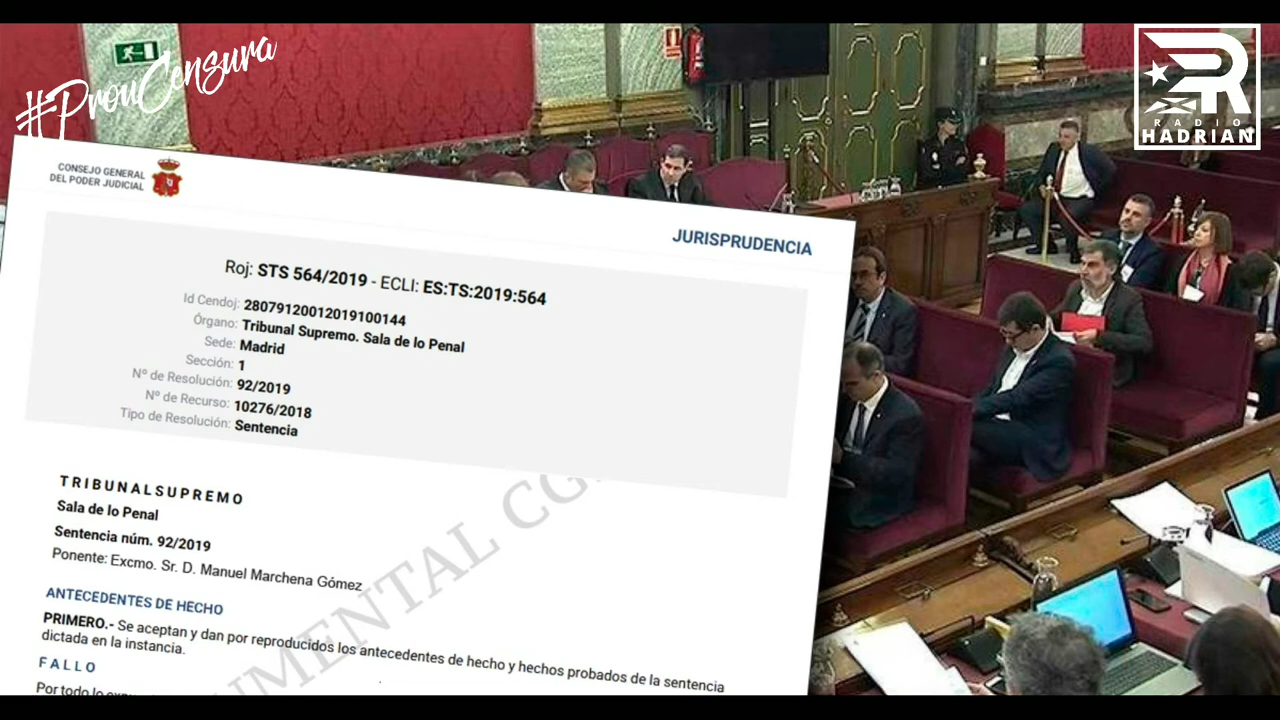 #ProuCensura
RADIO
HADRIAN
CONSEJO GENERAL
DEL PODER JUDICIAL
JURISPRUDENCIA
Roj: STS 564/2019 - ECLI: ES:TS:2019:564
Id Cendoj: 28079120012019100144
Órgano: Tribunal Supremo. Sala de lo Penal
Sede: Madrid
Sección: 1
Nº de Resolución: 92/2019
Nº de Recurso: 10276/2018
Tipo de Resolución: Sentencia
T R I B U N A L S U P R E M O
Sala de lo Penal
Sentencia núm. 92/2019
Ponente: Excmo. Sr. D. Manuel Marchena Gómez
ANTECEDENTES DE HECHO
PRIMERO.- Se aceptan y dan por reproducidos los antecedentes de hecho y hechos probados de la sentencia
dictada en la instancia.
F A L L O
Por todo lo